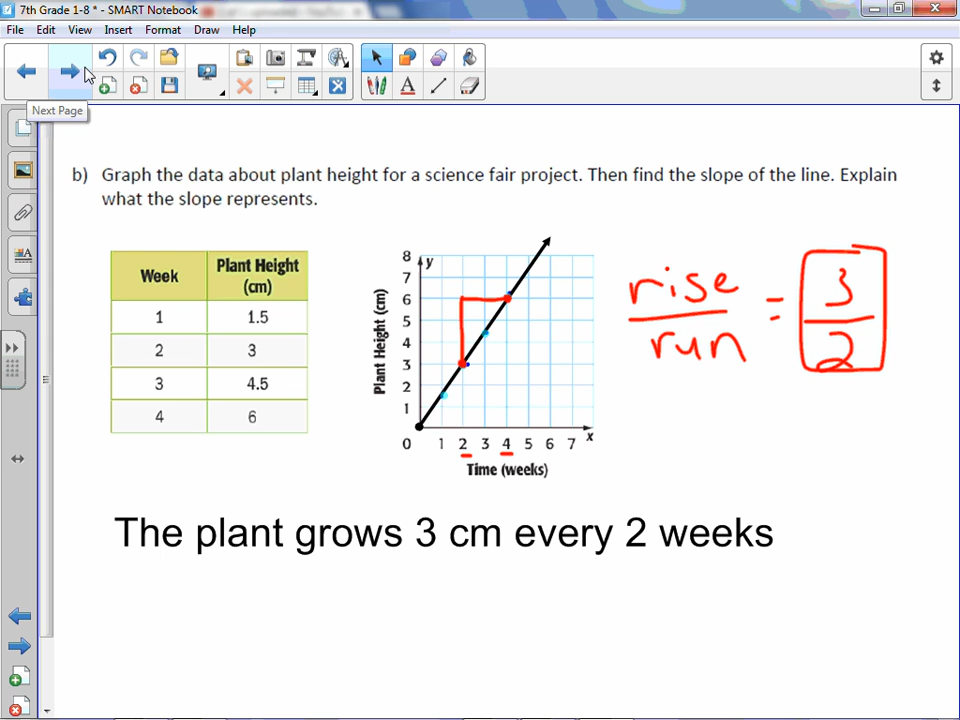 7th Grade 1-8 * - SMART Notebook
File Edit View Insert Format Draw Help
Next Page
b) Graph the data about plant height for a science fair project. Then find the slope of the line. Explain
what the slope represents.
Week Plant Height
(cm)
1 1.5
2 3
3 4.5
4 6
8 y
7
6
5
4
3
2
1
0 1 2 3 4 5 6 7 x
Plant Height (cm)
Time (weeks)
rise = 3
run 2
The plant grows 3 cm every 2 weeks